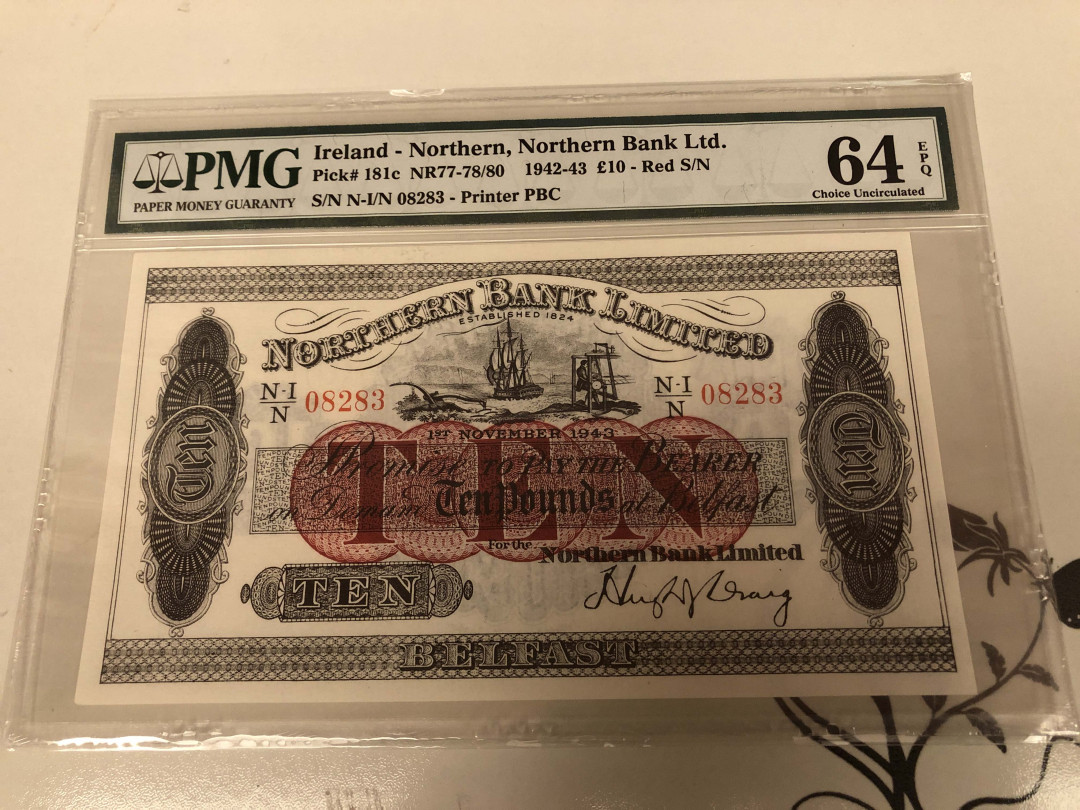 PMG
PAPER MONEY GUARANTY
Ireland - Northern, Northern Bank Ltd.
Pick# 181c NR77-78/80 1942-43 £10 - Red S/N
S/N N-I/N 08283 - Printer PBC
64 EPQ
Choice Uncirculated
NORTHERN BANK LIMITED
ESTABLISHED 1824
N-I/N 08283
N-I/N 08283
1ST NOVEMBER 1943
TEN
Promise TO PAY THE BEARER
on Demand Ten Pounds at Belfast
Ten
Ten
For the Northern Bank Limited
TEN
Hugh J Craig
BELFAST